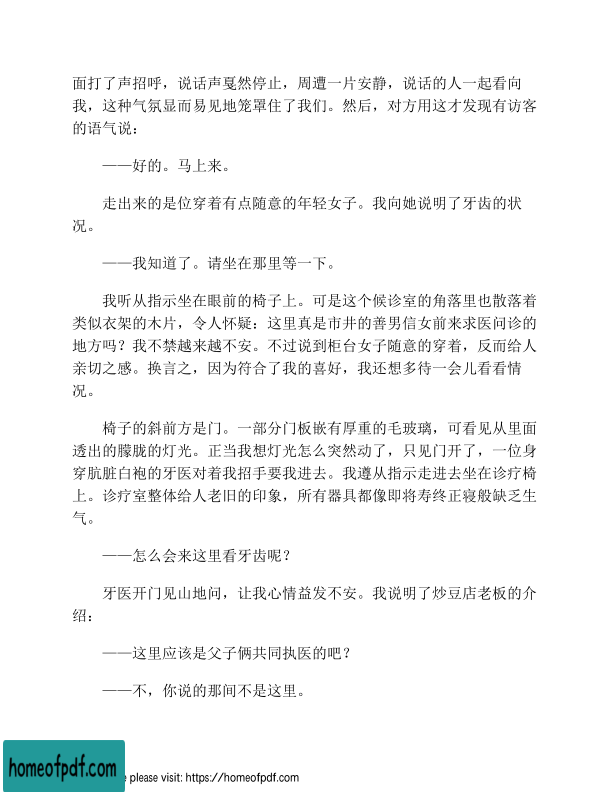 面打了声招呼，说话声戛然停止，周遭一片安静，说话的人一起看向
我，这种气氛显而易见地笼罩住了我们。然后，对方用这才发现有访客
的语气说：
——好的。马上来。
走出来的是位穿着有点随意的年轻女子。我向她说明了牙齿的状
况。
——我知道了。请坐在那里等一下。
我听从指示坐在眼前的椅子上。可是这个候诊室的角落里也散落着
类似衣架的木片，令人怀疑：这里真是市井的善男信女前来求医问诊的
地方吗？我不禁越来越不安。不过说到柜台女子随意的穿着，反而给人
亲切之感。换言之，因为符合了我的喜好，我还想多待一会儿看看情
况。
椅子的斜前方是门。一部分门板嵌有厚重的毛玻璃，可看见从里面
透出的朦胧的灯光。正当我想灯光怎么突然动了，只见门开了，一位身
穿肮脏白袍的牙医对着我招手要我进去。我遵从指示走进去坐在诊疗椅
上。诊疗室整体给人老旧的印象，所有器具都像即将寿终正寝般缺乏生
气。
——怎么会来这里看牙齿呢？
牙医开门见山地问，让我心情益发不安。我说明了炒豆店老板的介
绍：
——这里应该是父子俩共同执医的吧？
——不，你说的那间不是这里。
homeofpdf.com
e please visit: https://homeofpdf.com